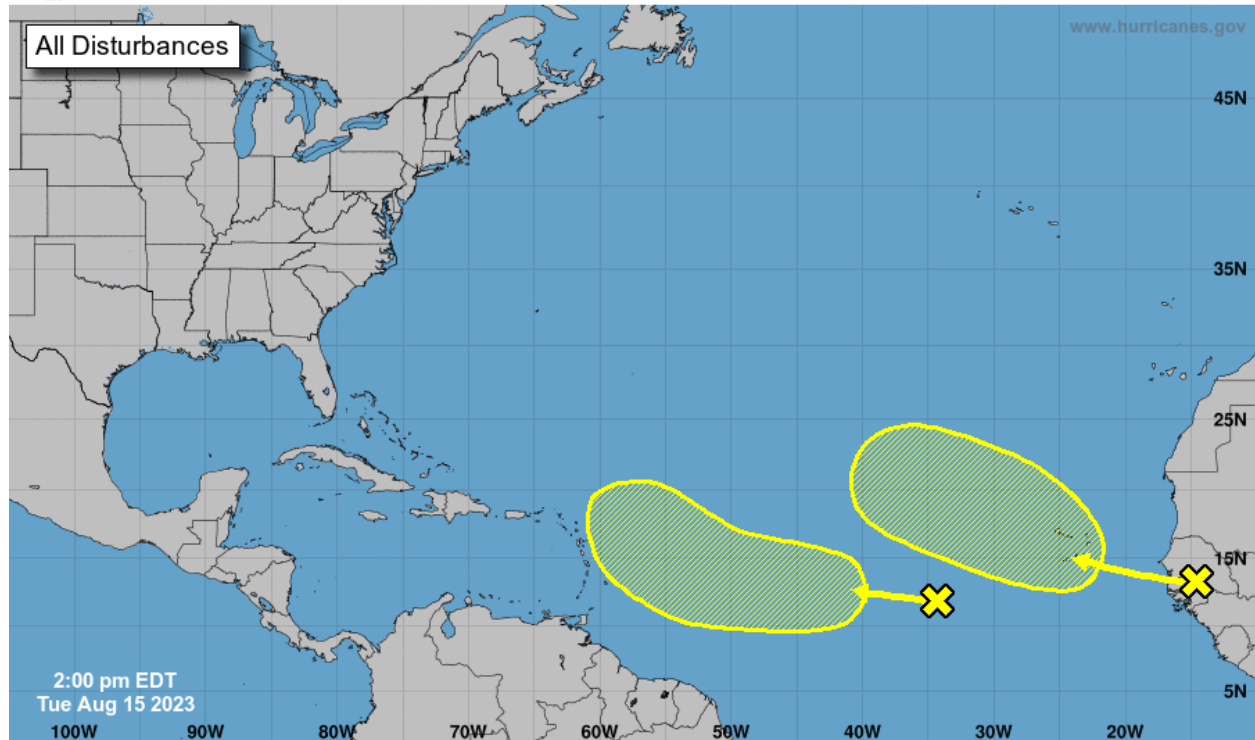 All Disturbances
www.hurricanes.gov
45N
35N
25N
15N
2:00 pm EDT
Tue Aug 15 2023
5N
100W 90W 80W 70W 60W 50W 40W 30W 20W